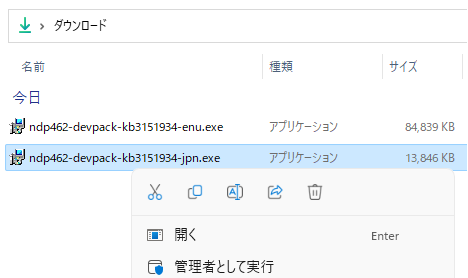 ダウンロード
名前 種類 サイズ
今日
ndp462-devpack-kb3151934-enu.exe アプリケーション 84,839 KB
ndp462-devpack-kb3151934-jpn.exe アプリケーション 13,846 KB
開く Enter
管理者として実行